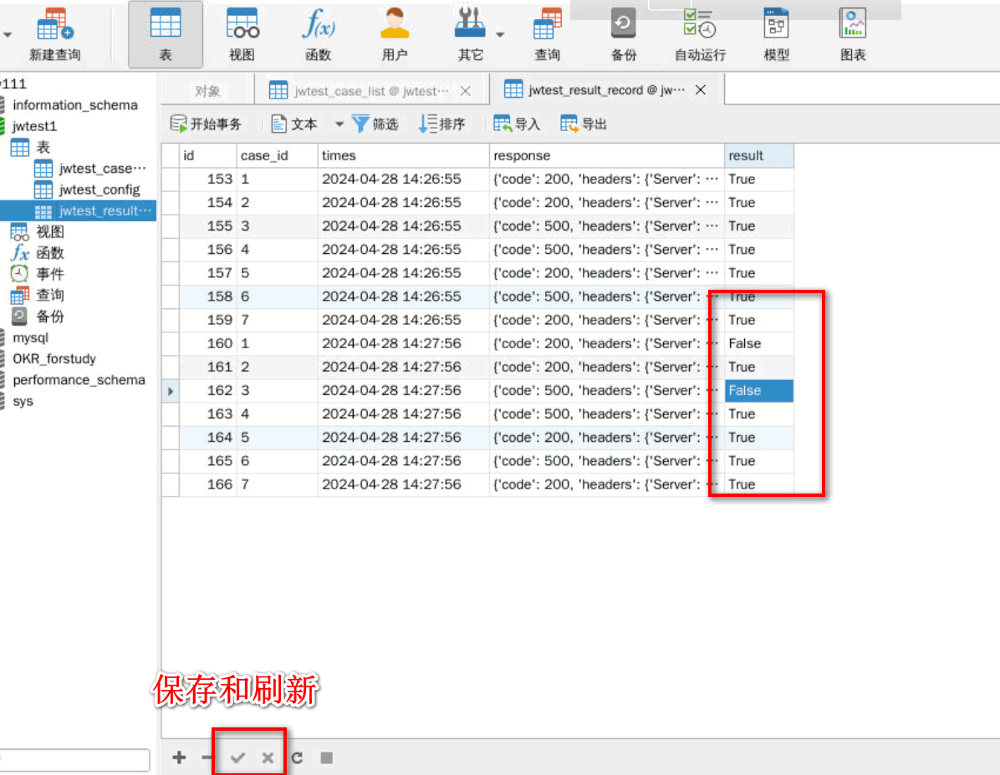 新建查询 表 视图 函数 用户 其它 查询 备份 自动运行 模型 图表
111
information_schema
jwtest1
表
jwtest_case···
jwtest_config
jwtest_result···
视图
函数
事件
查询
备份
mysql
OKR_forstudy
performance_schema
sys
对象 jwtest_case_list @ jwtest··· jwtest_result_record @ jw···
开始事务 文本 筛选 排序 导入 导出
id case_id times response result
153 1 2024-04-28 14:26:55 {'code': 200, 'headers': {'Server': ··· True
154 2 2024-04-28 14:26:55 {'code': 200, 'headers': {'Server': ··· True
155 3 2024-04-28 14:26:55 {'code': 500, 'headers': {'Server': ··· True
156 4 2024-04-28 14:26:55 {'code': 500, 'headers': {'Server': ··· True
157 5 2024-04-28 14:26:55 {'code': 200, 'headers': {'Server': ··· True
158 6 2024-04-28 14:26:55 {'code': 500, 'headers': {'Server': ··· True
159 7 2024-04-28 14:26:55 {'code': 200, 'headers': {'Server': ··· True
160 1 2024-04-28 14:27:56 {'code': 200, 'headers': {'Server': ··· False
161 2 2024-04-28 14:27:56 {'code': 200, 'headers': {'Server': ··· True
162 3 2024-04-28 14:27:56 {'code': 500, 'headers': {'Server': ··· False
163 4 2024-04-28 14:27:56 {'code': 500, 'headers': {'Server': ··· True
164 5 2024-04-28 14:27:56 {'code': 200, 'headers': {'Server': ··· True
165 6 2024-04-28 14:27:56 {'code': 500, 'headers': {'Server': ··· True
166 7 2024-04-28 14:27:56 {'code': 200, 'headers': {'Server': ··· True
保存和刷新